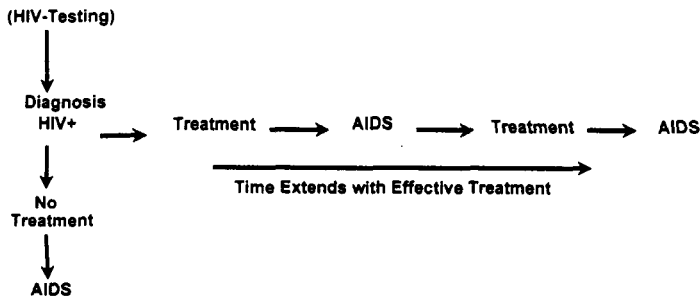 (HIV-Testing)
Diagnosis
HIV+
Treatment
AIDS
Treatment
AIDS
Time Extends with Effective Treatment
No
Treatment
AIDS